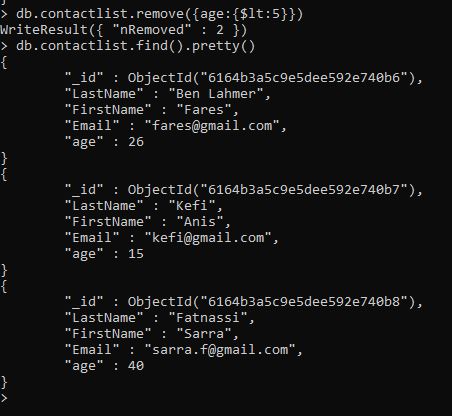 > db.contactlist.remove({age:{$lt:5}})
WriteResult({ "nRemoved" : 2 })
> db.contactlist.find().pretty()
{
        "_id" : ObjectId("6164b3a5c9e5dee592e740b6"),
        "LastName" : "Ben Lahmer",
        "FirstName" : "Fares",
        "Email" : "fares@gmail.com",
        "age" : 26
}
{
        "_id" : ObjectId("6164b3a5c9e5dee592e740b7"),
        "LastName" : "Kefi",
        "FirstName" : "Anis",
        "Email" : "kefi@gmail.com",
        "age" : 15
}
{
        "_id" : ObjectId("6164b3a5c9e5dee592e740b8"),
        "LastName" : "Fatnassi",
        "FirstName" : "Sarra",
        "Email" : "sarra.f@gmail.com",
        "age" : 40
}
>